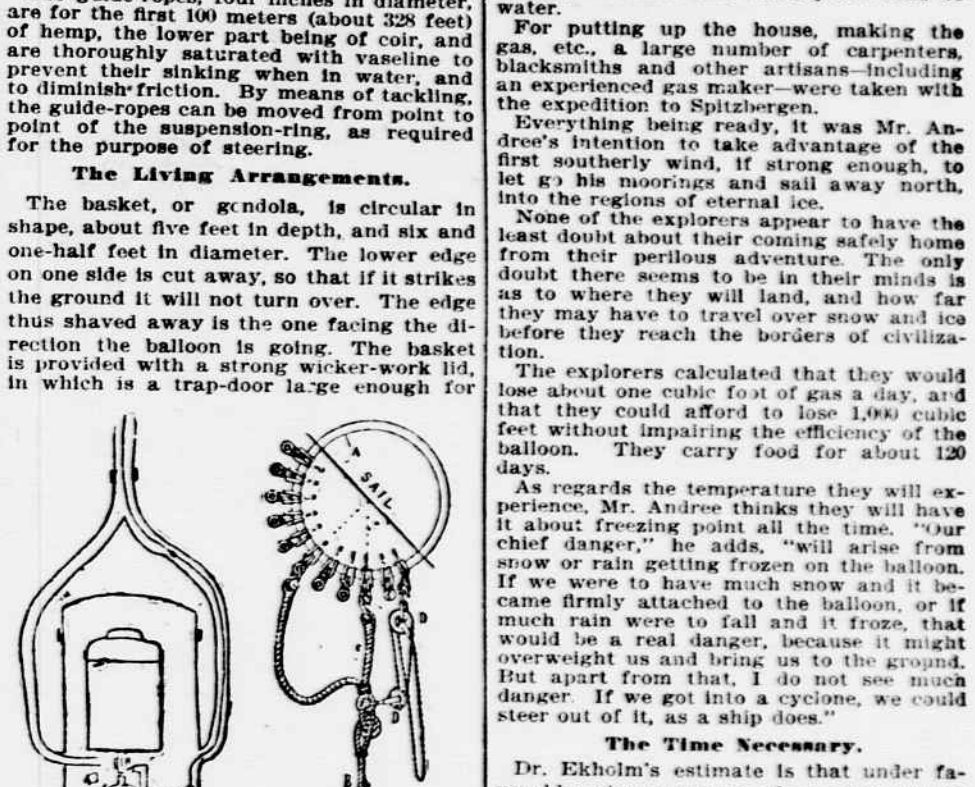 are for the first 100 meters (about 328 feet)
of hemp, the lower part being of coir, and
are thoroughly saturated with vaseline to
prevent their sinking when in water, and
to diminish friction. By means of tackling,
the guide-ropes can be moved from point to
point of the suspension-ring, as required
for the purpose of steering.
The Living Arrangements.
The basket, or gondola, is circular in
shape, about five feet in depth, and six and
one-half feet in diameter. The lower edge
on one side is cut away, so that if it strikes
the ground it will not turn over. The edge
thus shaved away is the one facing the di-
rection the balloon is going. The basket
is provided with a strong wicker-work lid,
in which is a trap-door large enough for
A
SAIL
D
C
D
B
water.
For putting up the house, making the
gas, etc., a large number of carpenters,
blacksmiths and other artisans—including
an experienced gas maker—were taken with
the expedition to Spitzbergen.
Everything being ready, it was Mr. An-
dree's intention to take advantage of the
first southerly wind, if strong enough, to
let go his moorings and sail away north,
into the regions of eternal ice.
None of the explorers appear to have the
least doubt about their coming safely home
from their perilous adventure. The only
doubt there seems to be in their minds is
as to where they will land, and how far
they may have to travel over snow and ice
before they reach the borders of civiliza-
tion.
The explorers calculated that they would
lose about one cubic foot of gas a day, and
that they could afford to lose 1,000 cubic
feet without impairing the efficiency of the
balloon. They carry food for about 120
days.
As regards the temperature they will ex-
perience, Mr. Andree thinks they will have
it about freezing point all the time. "Our
chief danger," he adds, "will arise from
snow or rain getting frozen on the balloon.
If we were to have much snow and it be-
came firmly attached to the balloon, or if
much rain were to fall and it froze, that
would be a real danger, because it might
overweight us and bring us to the ground.
But apart from that, I do not see much
danger. If we got into a cyclone, we could
steer out of it, as a ship does."
The Time Necessary.
Dr. Ekholm's estimate is that under fa-